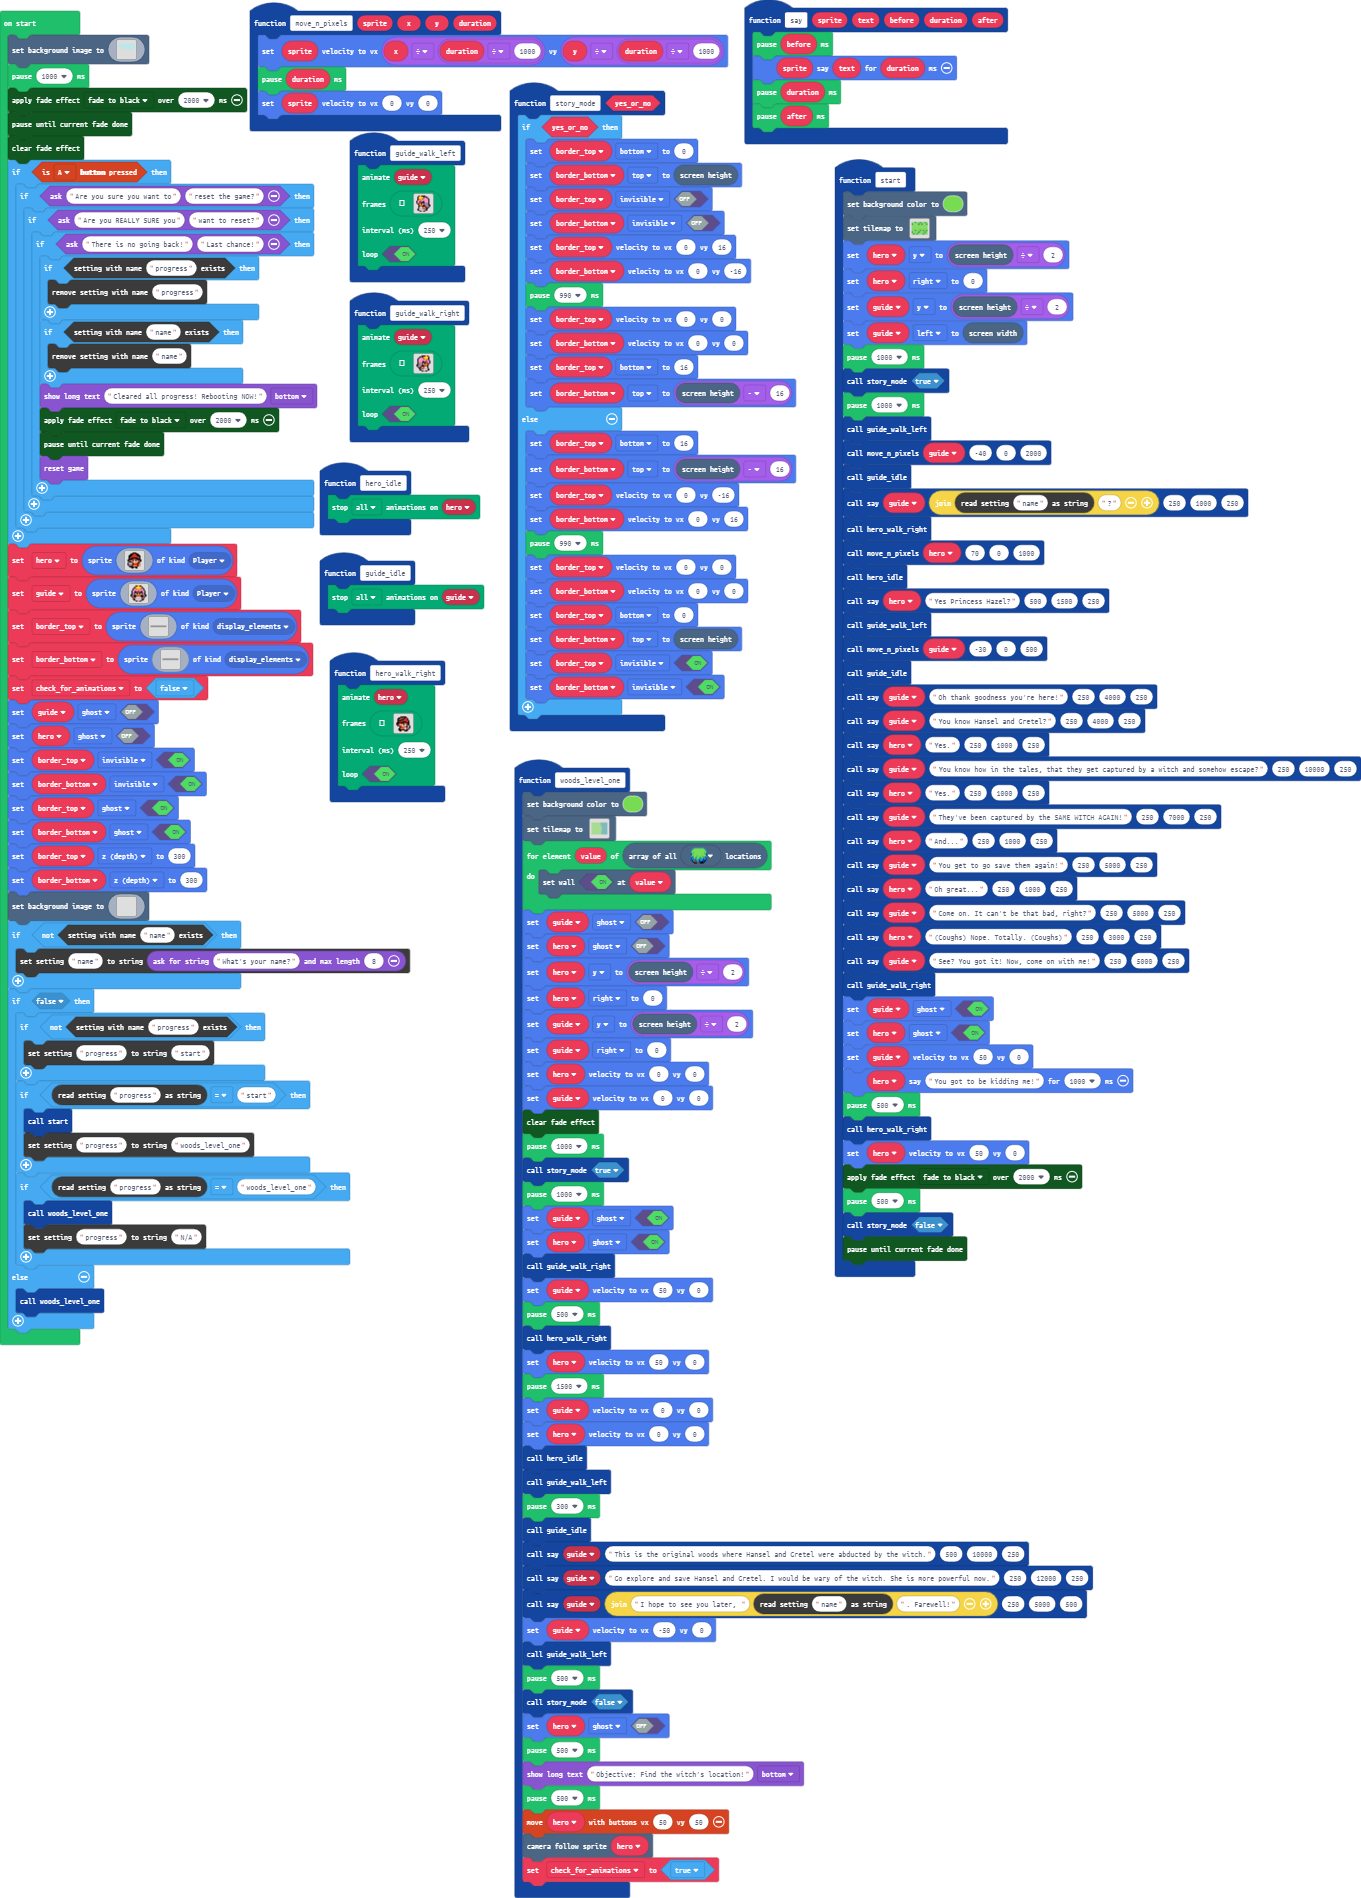 on start
set background image to
pause 1000 ms
apply fade effect fade to black over 2000 ms
pause until current fade done
clear fade effect
if is A button pressed then
if ask "Are you sure you want to" "reset the game?" then
if ask "Are you REALLY SURE you" "want to reset?" then
if ask "There is no going back!" "Last chance!" then
if setting with name "progress" exists then
remove setting with name "progress"
if setting with name "name" exists then
remove setting with name "name"
show long text "Cleared all progress! Rebooting NOW!" bottom
apply fade effect fade to black over 2000 ms
pause until current fade done
reset game
set hero to sprite of kind Player
set guide to sprite of kind Player
set border_top to sprite of kind display_elements
set border_bottom to sprite of kind display_elements
set check_for_animations to false
set guide ghost OFF
set hero ghost OFF
set border_top invisible ON
set border_bottom invisible ON
set border_top ghost ON
set border_bottom ghost ON
set border_top z (depth) to 300
set border_bottom z (depth) to 300
set background image to
if not setting with name "name" exists then
set setting "name" to string ask for string "What's your name?" and max length 8
if false then
if not setting with name "progress" exists then
set setting "progress" to string "start"
if read setting "progress" as string = "start" then
call start
set setting "progress" to string "woods_level_one"
if read setting "progress" as string = "woods_level_one" then
call woods_level_one
set setting "progress" to string "N/A"
else
call woods_level_one
function move_n_pixels sprite x y duration
set sprite velocity to vx x ÷ duration ÷ 1000 vy y ÷ duration ÷ 1000
pause duration ms
set sprite velocity to vx 0 vy 0
function guide_walk_left
animate guide
frames
interval (ms) 250
loop ON
function guide_walk_right
animate guide
frames
interval (ms) 250
loop ON
function hero_idle
stop all animations on hero
function guide_idle
stop all animations on guide
function hero_walk_right
animate hero
frames
interval (ms) 250
loop ON
function story_mode yes_or_no
if yes_or_no then
set border_top bottom to 0
set border_bottom top to screen height
set border_top invisible OFF
set border_bottom invisible OFF
set border_top velocity to vx 0 vy 16
set border_bottom velocity to vx 0 vy -16
pause 990 ms
set border_top velocity to vx 0 vy 0
set border_bottom velocity to vx 0 vy 0
set border_top bottom to 16
set border_bottom top to screen height - 16
else
set border_top bottom to 16
set border_bottom top to screen height - 16
set border_top velocity to vx 0 vy -16
set border_bottom velocity to vx 0 vy 16
pause 990 ms
set border_top velocity to vx 0 vy 0
set border_bottom velocity to vx 0 vy 0
set border_top bottom to 0
set border_bottom top to screen height
set border_top invisible ON
set border_bottom invisible ON
function say sprite text before duration after
pause before ms
sprite say text for duration ms
pause duration ms
pause after ms
function start
set background color to
set tilemap to
set hero y to screen height ÷ 2
set hero right to 0
set guide y to screen height ÷ 2
set guide left to screen width
pause 1000 ms
call story_mode true
pause 1000 ms
call guide_walk_left
call move_n_pixels guide -40 0 2000
call guide_idle
call say guide join read setting "name" as string "?" 250 1000 250
call hero_walk_right
call move_n_pixels hero 70 0 1000
call hero_idle
call say hero "Yes Princess Hazel?" 500 1500 250
call guide_walk_left
call move_n_pixels guide -30 0 500
call guide_idle
call say guide "Oh thank goodness you're here!" 250 4000 250
call say guide "You know Hansel and Gretel?" 250 4000 250
call say hero "Yes." 250 1000 250
call say guide "You know how in the tales, that they get captured by a witch and somehow escape?" 250 10000 250
call say hero "Yes." 250 1000 250
call say guide "They've been captured by the SAME WITCH AGAIN!" 250 7000 250
call say hero "And..." 250 1000 250
call say guide "You get to go save them again!" 250 5000 250
call say hero "Oh great..." 250 1000 250
call say guide "Come on. It can't be that bad, right?" 250 5000 250
call say hero "(Coughs) Nope. Totally. (Coughs)" 250 3000 250
call say guide "See? You got it! Now, come on with me!" 250 5000 250
call guide_walk_right
set guide ghost ON
set hero ghost ON
set guide velocity to vx 50 vy 0
hero say "You got to be kidding me!" for 1000 ms
pause 500 ms
call hero_walk_right
set hero velocity to vx 50 vy 0
apply fade effect fade to black over 2000 ms
pause 500 ms
call story_mode false
pause until current fade done
function woods_level_one
set background color to
set tilemap to
for element value of array of all locations
do set wall ON at value
set guide ghost OFF
set hero ghost OFF
set hero y to screen height ÷ 2
set hero right to 0
set guide y to screen height ÷ 2
set guide right to 0
set hero velocity to vx 0 vy 0
set guide velocity to vx 0 vy 0
clear fade effect
pause 1000 ms
call story_mode true
pause 1000 ms
set guide ghost ON
set hero ghost ON
call guide_walk_right
set guide velocity to vx 50 vy 0
pause 500 ms
call hero_walk_right
set hero velocity to vx 50 vy 0
pause 1500 ms
set guide velocity to vx 0 vy 0
set hero velocity to vx 0 vy 0
call hero_idle
call guide_walk_left
pause 300 ms
call guide_idle
call say guide "This is the original woods where Hansel and Gretel were abducted by the witch." 500 10000 250
call say guide "Go explore and save Hansel and Gretel. I would be wary of the witch. She is more powerful now." 250 12000 250
call say guide join "I hope to see you later, " read setting "name" as string ". Farewell!" 250 5000 500
set guide velocity to vx -50 vy 0
call guide_walk_left
pause 500 ms
call story_mode false
set hero ghost OFF
pause 500 ms
show long text "Objective: Find the witch's location!" bottom
pause 500 ms
move hero with buttons vx 50 vy 50
camera follow sprite hero
set check_for_animations to true